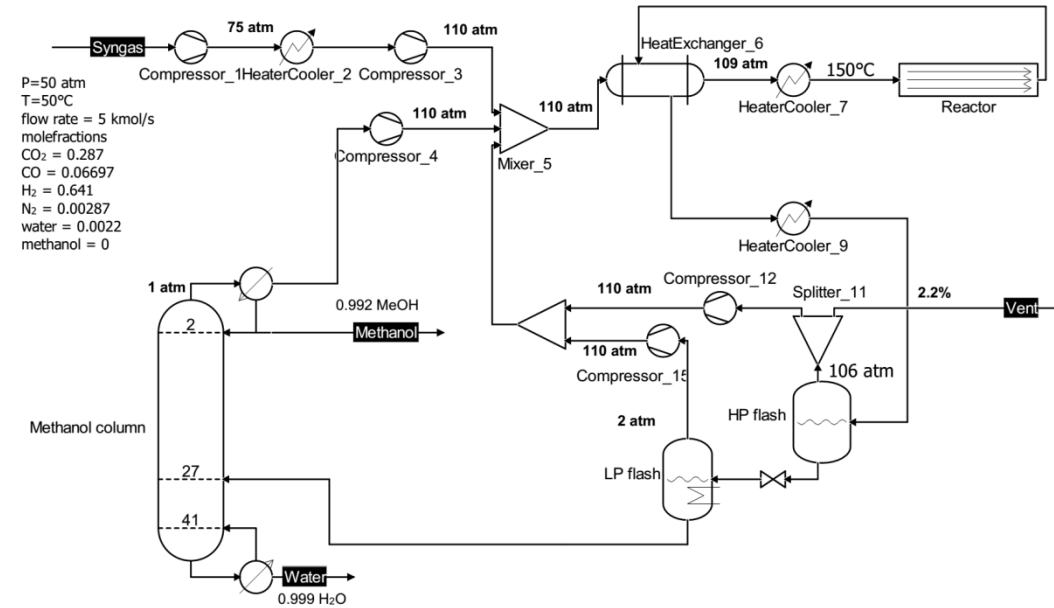 Syngas
75 atm
110 atm
Compressor_1
HeaterCooler_2
Compressor_3
P=50 atm
T=50°C
flow rate = 5 kmol/s
molefractions
CO₂ = 0.287
CO = 0.06697
H₂ = 0.641
N₂ = 0.00287
water = 0.0022
methanol = 0
110 atm
Compressor_4
110 atm
Mixer_5
HeatExchanger_6
109 atm
HeaterCooler_7
150°C
Reactor
HeaterCooler_9
1 atm
2
0.992 MeOH
Methanol
110 atm
Compressor_12
Splitter_11
2.2%
Vent
110 atm
Compressor_15
106 atm
HP flash
2 atm
LP flash
Methanol column
27
41
Water
0.999 H₂O